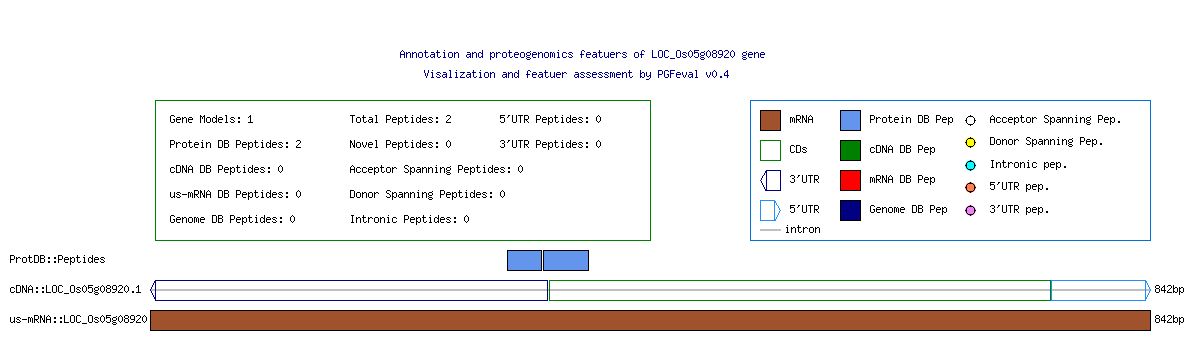 Annotation and proteogenomics featuers of LOC_Os05g08920 gene
Visalization and featuer assessment by PGFeval v0.4
Gene Models: 1 Total Peptides: 2 5'UTR Peptides: 0
Protein DB Peptides: 2 Novel Peptides: 0 3'UTR Peptides: 0
cDNA DB Peptides: 0 Acceptor Spanning Peptides: 0
us-mRNA DB Peptides: 0 Donor Spanning Peptides: 0
Genome DB Peptides: 0 Intronic Peptides: 0
mRNA Protein DB Pep Acceptor Spanning Pep.
CDs cDNA DB Pep Donor Spanning Pep.
3'UTR mRNA DB Pep Intronic pep.
5'UTR Genome DB Pep 5'UTR pep.
intron 3'UTR pep.
ProtDB::Peptides
cDNA::LOC_Os05g08920.1 842bp
us-mRNA::LOC_Os05g08920 842bp